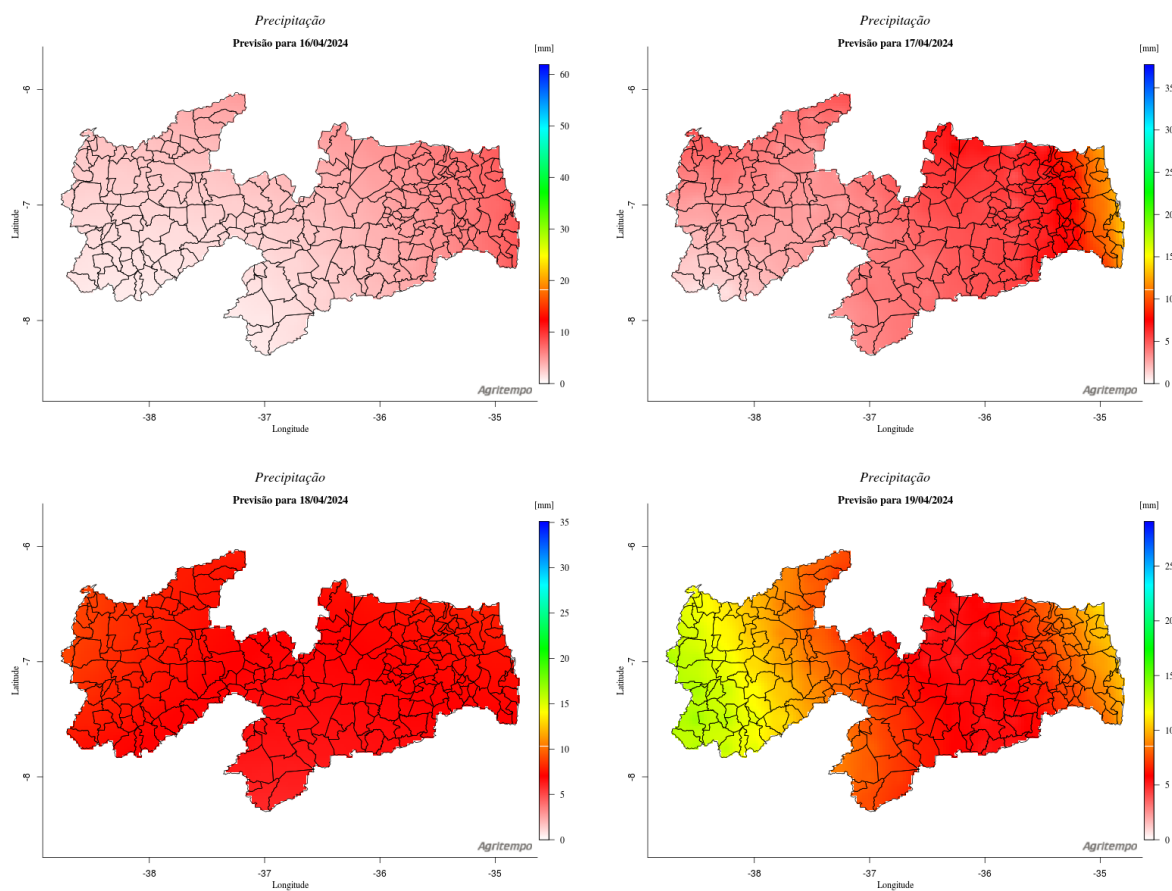 Precipitação
Previsão para 16/04/2024
[mm]
60
50
40
30
20
10
0
-6
-7
-8
Latitude
-38
-37
-36
-35
Longitude
Agritempo
Precipitação
Previsão para 17/04/2024
[mm]
35
30
25
20
15
10
5
0
-6
-7
-8
Latitude
-38
-37
-36
-35
Longitude
Agritempo
Precipitação
Previsão para 18/04/2024
[mm]
35
30
25
20
15
10
5
0
-6
-7
-8
Latitude
-38
-37
-36
-35
Longitude
Agritempo
Precipitação
Previsão para 19/04/2024
[mm]
25
20
15
10
5
0
-6
-7
-8
Latitude
-38
-37
-36
-35
Longitude
Agritempo